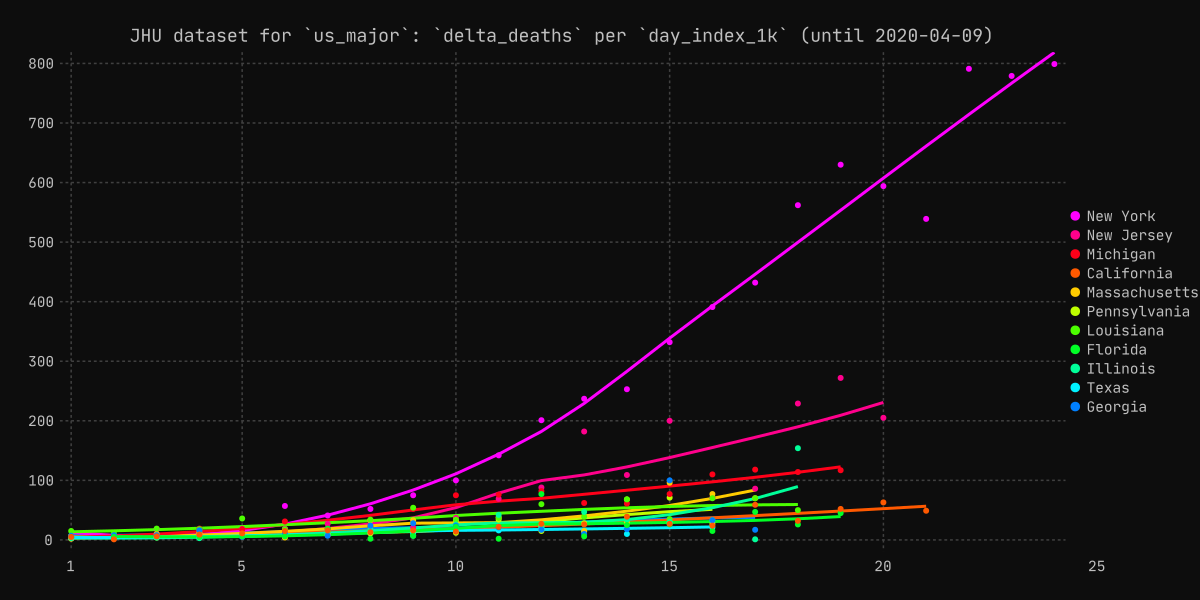 JHU dataset for `us_major`: `delta_deaths` per `day_index_1k` (until 2020-04-09)
800
700
600
500
400
300
200
100
0
1 5 10 15 20 25
New York
New Jersey
Michigan
California
Massachusetts
Pennsylvania
Louisiana
Florida
Illinois
Texas
Georgia